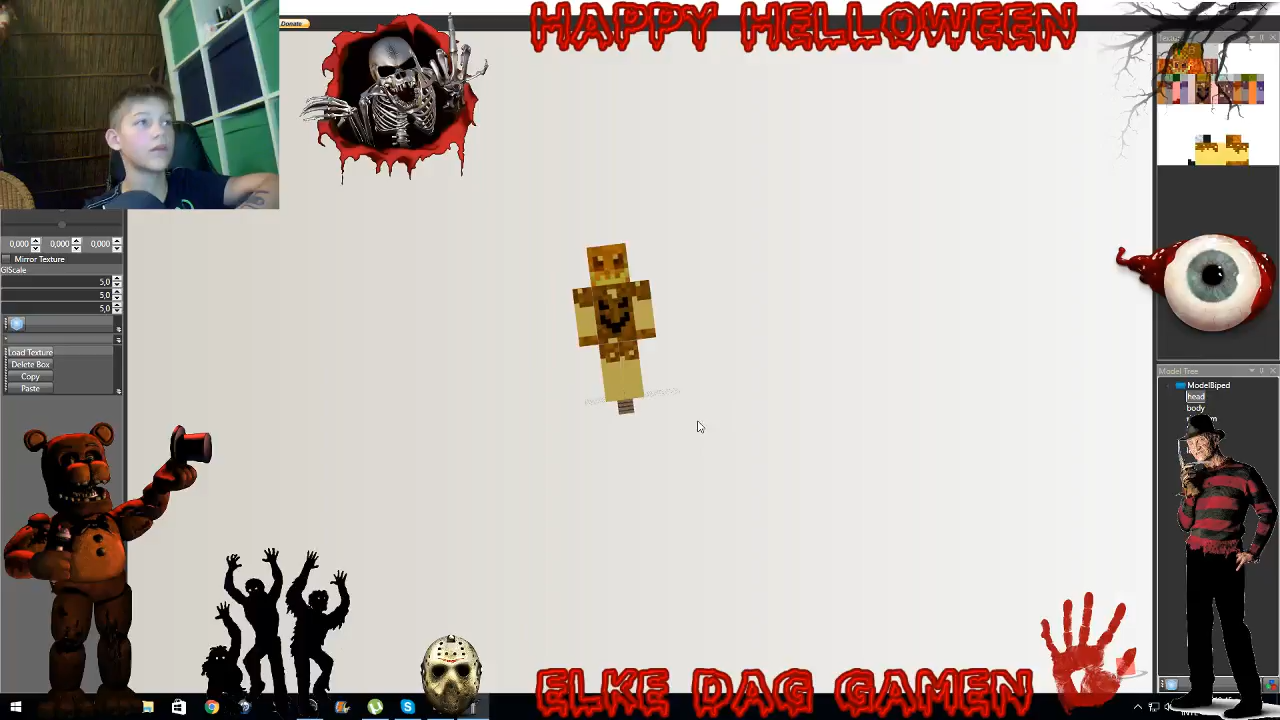 HAPPY HELLOWEEN
Donate
0,000 0,000 0,000
Mirror Texture
GlScale
5,0
5,0
5,0
Load Texture
Delete Box
Copy
Paste
Model Tree
ModelBiped
head
body
ELKE DAG GAMEN